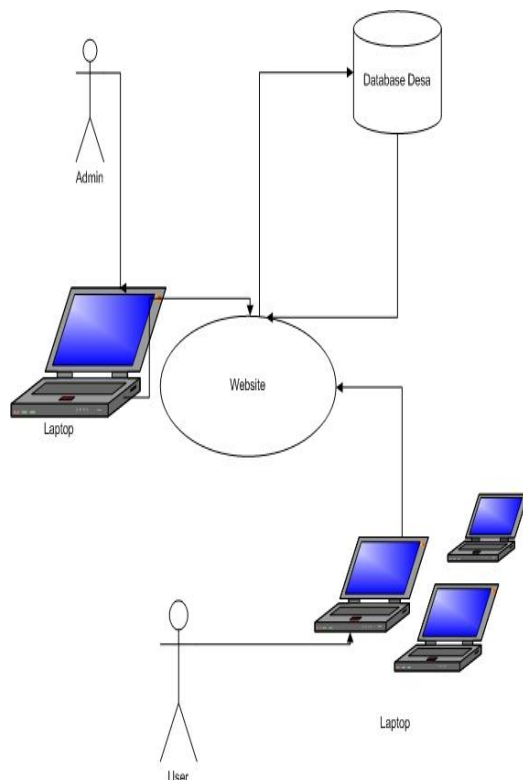 Database Desa
Admin
Website
Laptop
Laptop
User